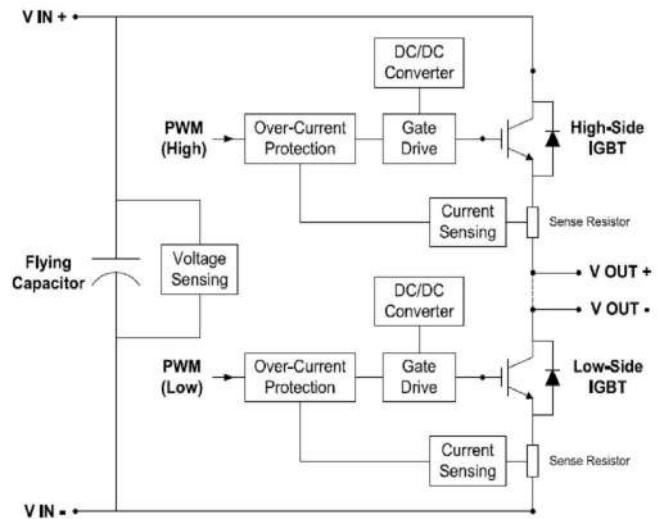 V IN +
DC/DC
Converter
PWM
(High)
Over-Current
Protection
Gate
Drive
High-Side
IGBT
Current
Sensing
Sense Resistor
Flying
Capacitor
Voltage
Sensing
V OUT +
V OUT -
DC/DC
Converter
PWM
(Low)
Over-Current
Protection
Gate
Drive
Low-Side
IGBT
Current
Sensing
Sense Resistor
V IN -